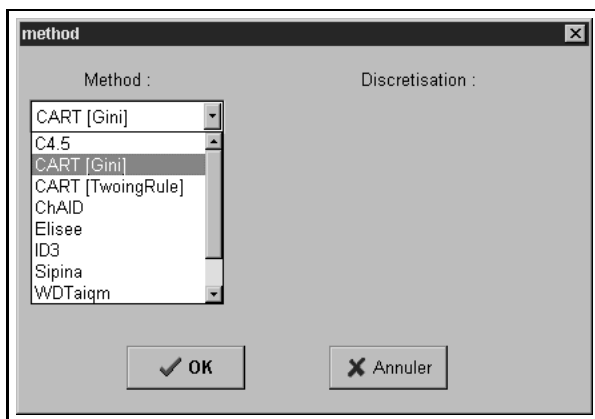 method
Method : Discretisation :
CART [Gini]
C4.5
CART [Gini]
CART [TwoingRule]
ChAID
Elisee
ID3
Sipina
WDTaiqm
OK Annuler